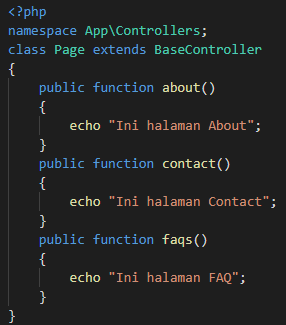 <?php
namespace App\Controllers;
class Page extends BaseController
{
    public function about()
    {
        echo "Ini halaman About";
    }
    public function contact()
    {
        echo "Ini halaman Contact";
    }
    public function faqs()
    {
        echo "Ini halaman FAQ";
    }
}